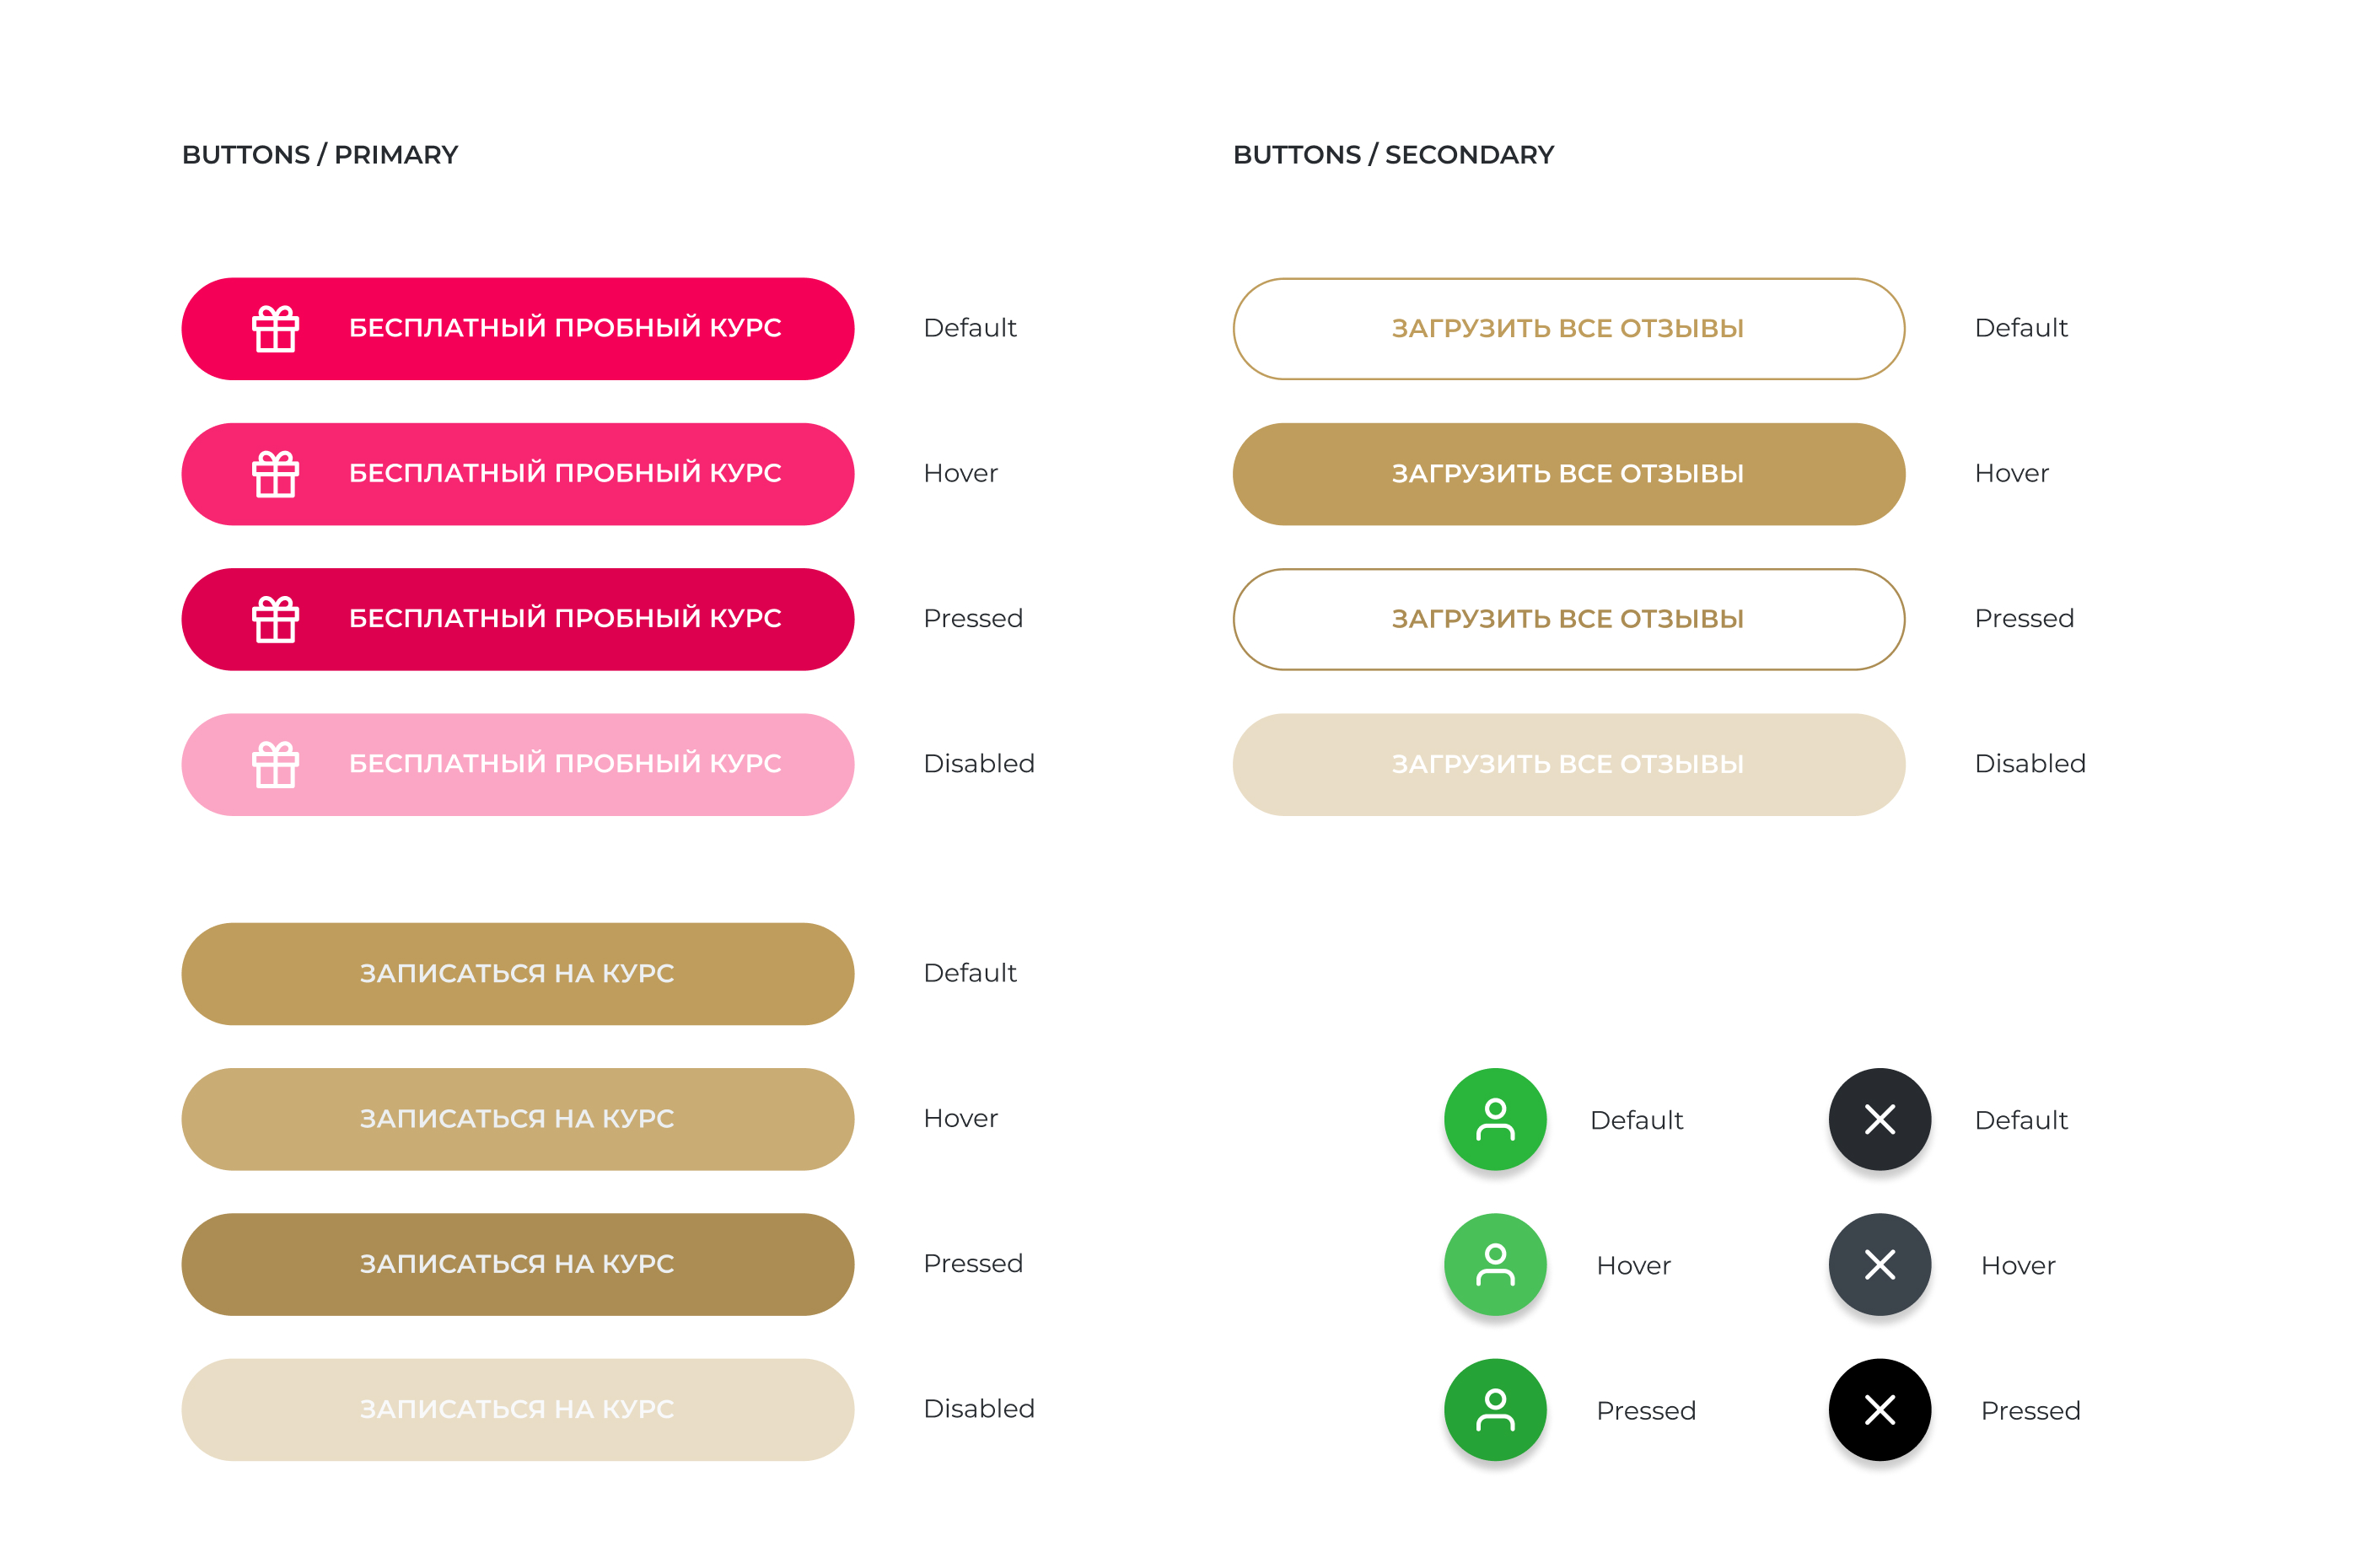 BUTTONS / PRIMARY
БЕСПЛАТНЫЙ ПРОБНЫЙ КУРС
Default
БЕСПЛАТНЫЙ ПРОБНЫЙ КУРС
Hover
БЕСПЛАТНЫЙ ПРОБНЫЙ КУРС
Pressed
БЕСПЛАТНЫЙ ПРОБНЫЙ КУРС
Disabled
ЗАПИСАТЬСЯ НА КУРС
Default
ЗАПИСАТЬСЯ НА КУРС
Hover
ЗАПИСАТЬСЯ НА КУРС
Pressed
ЗАПИСАТЬСЯ НА КУРС
Disabled
BUTTONS / SECONDARY
ЗАГРУЗИТЬ ВСЕ ОТЗЫВЫ
Default
ЗАГРУЗИТЬ ВСЕ ОТЗЫВЫ
Hover
ЗАГРУЗИТЬ ВСЕ ОТЗЫВЫ
Pressed
ЗАГРУЗИТЬ ВСЕ ОТЗЫВЫ
Disabled
Default
Default
Hover
Hover
Pressed
Pressed